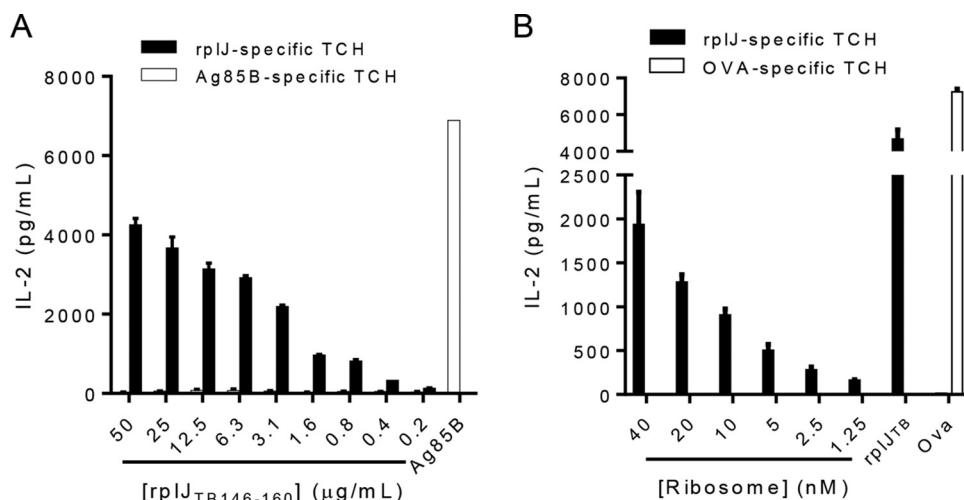 A
rplJ-specific TCH
Ag85B-specific TCH
8000
6000
4000
2000
0
IL-2 (pg/mL)
50
25
12.5
6.3
3.1
1.6
0.8
0.4
0.2
Ag85B
[rplJTB146-160] (µg/mL)
B
rplJ-specific TCH
OVA-specific TCH
8000
6000
4000
2500
2000
1500
1000
500
0
IL-2 (pg/mL)
40
20
10
5
2.5
1.25
rplJTB
Ova
[Ribosome] (nM)